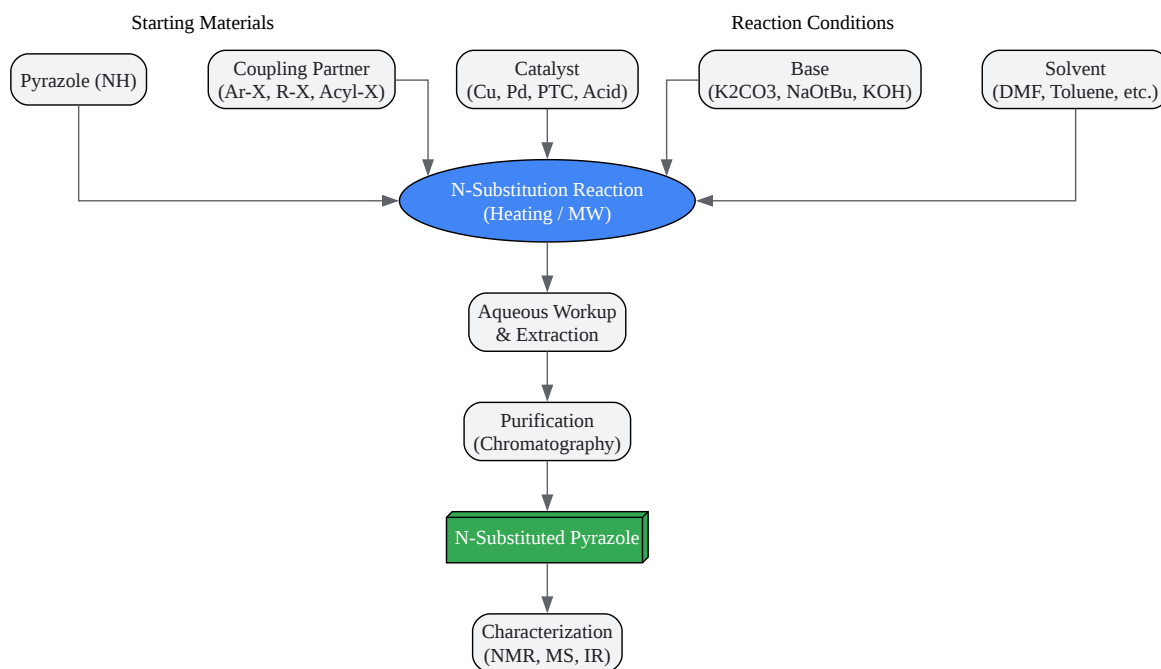 Starting Materials
Reaction Conditions
Pyrazole (NH)
Coupling Partner
(Ar-X, R-X, Acyl-X)
Catalyst
(Cu, Pd, PTC, Acid)
Base
(K2CO3, NaOtBu, KOH)
Solvent
(DMF, Toluene, etc.)
N-Substitution Reaction
(Heating / MW)
Aqueous Workup
& Extraction
Purification
(Chromatography)
N-Substituted Pyrazole
Characterization
(NMR, MS, IR)